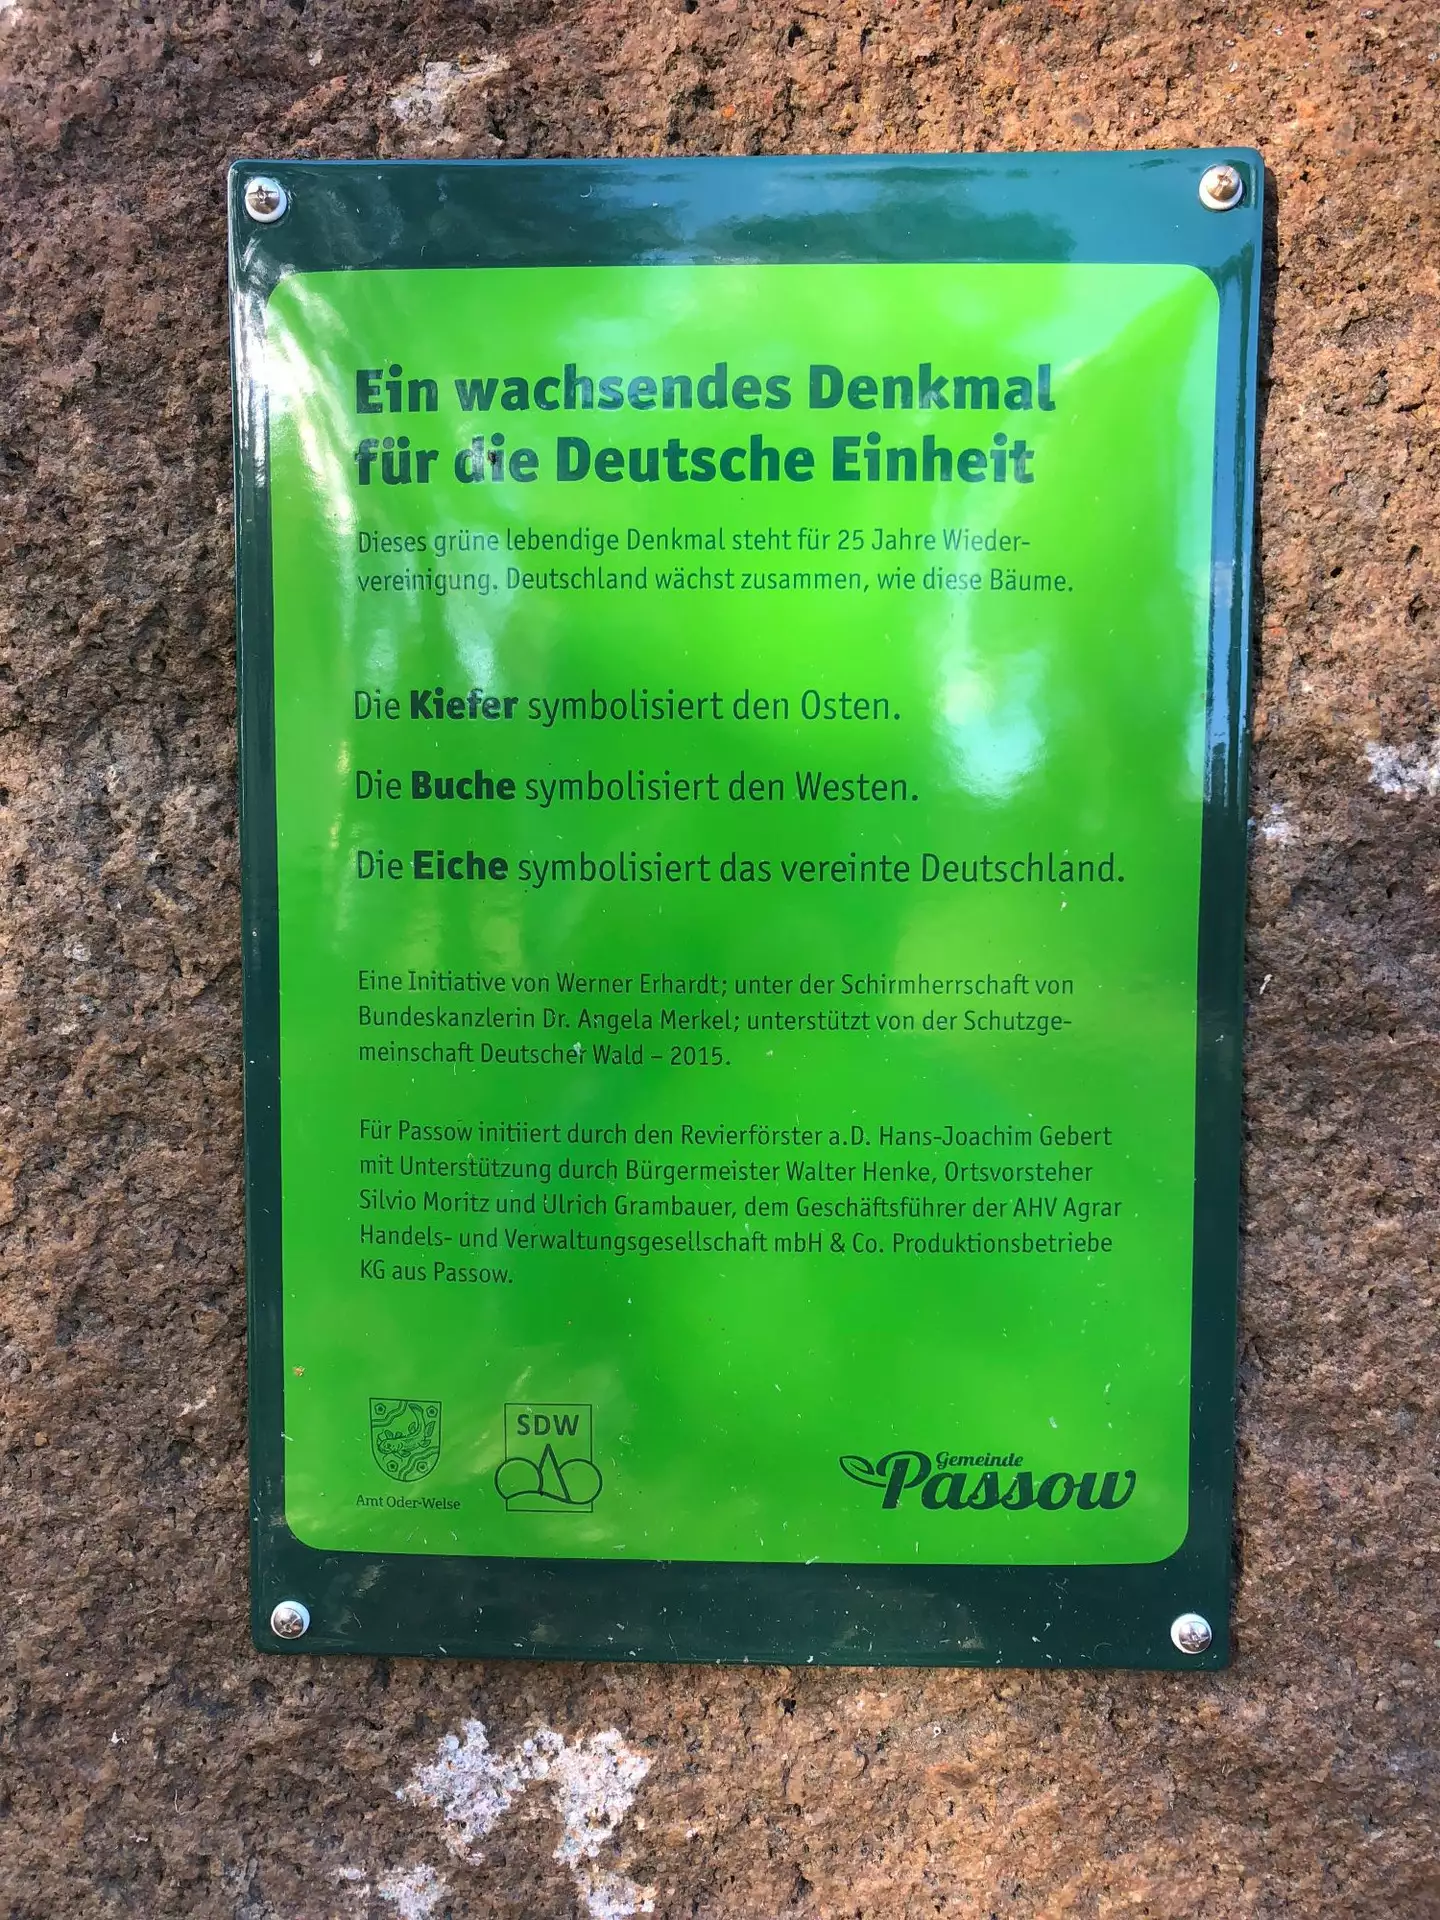 Ein wachsendes Denkmal
für die Deutsche Einheit
Dieses grüne lebendige Denkmal steht für 25 Jahre Wieder-
vereinigung. Deutschland wächst zusammen, wie diese Bäume.
Die Kiefer symbolisiert den Osten.
Die Buche symbolisiert den Westen.
Die Eiche symbolisiert das vereinte Deutschland.
Eine Initiative von Werner Erhardt; unter der Schirmherrschaft von
Bundeskanzlerin Dr. Angela Merkel; unterstützt von der Schutzge-
meinschaft Deutscher Wald – 2015.
Für Passow initiiert durch den Revierförster a.D. Hans-Joachim Gebert
mit Unterstützung durch Bürgermeister Walter Henke, Ortsvorsteher
Silvio Moritz und Ulrich Grambauer, dem Geschäftsführer der AHV Agrar
Handels- und Verwaltungsgesellschaft mbH & Co. Produktionsbetriebe
KG aus Passow.
Amt Oder-Welse
SDW
Gemeinde
Passow